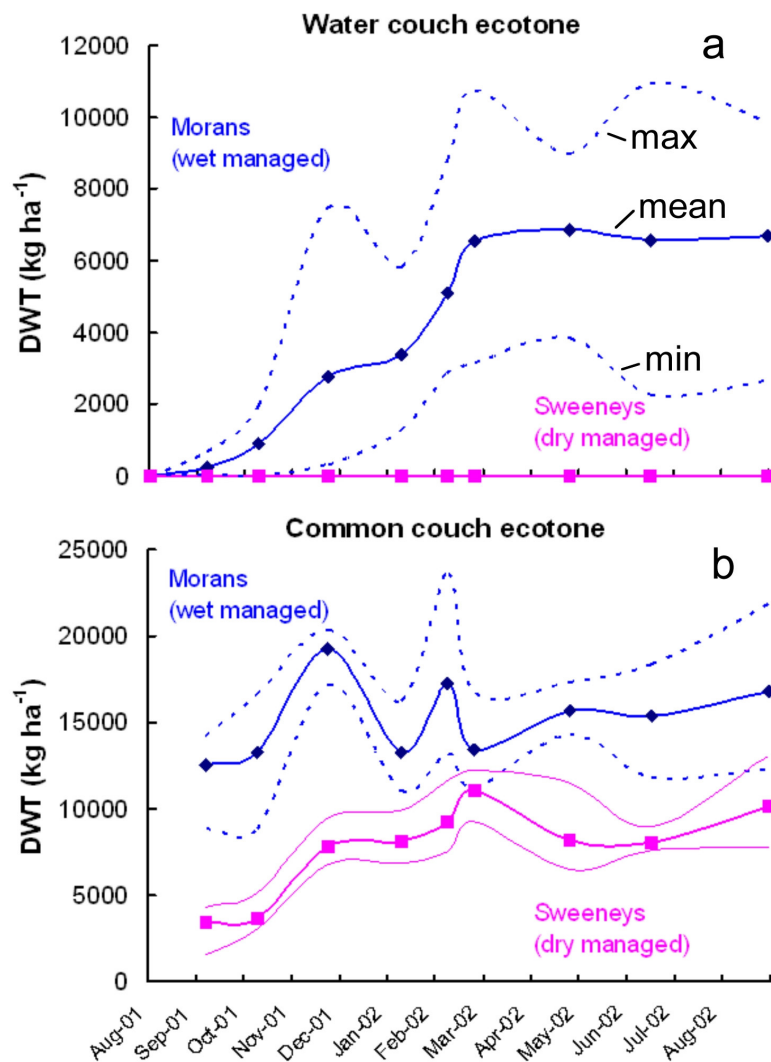 Water couch ecotone
a
12000
10000
8000
6000
4000
2000
0
DWT (kg ha⁻¹)
Morans
(wet managed)
max
mean
min
Sweeneys
(dry managed)
Common couch ecotone
b
25000
20000
15000
10000
5000
0
DWT (kg ha⁻¹)
Morans
(wet managed)
Sweeneys
(dry managed)
Aug-01
Sep-01
Oct-01
Nov-01
Dec-01
Jan-02
Feb-02
Mar-02
Apr-02
May-02
Jun-02
Jul-02
Aug-02